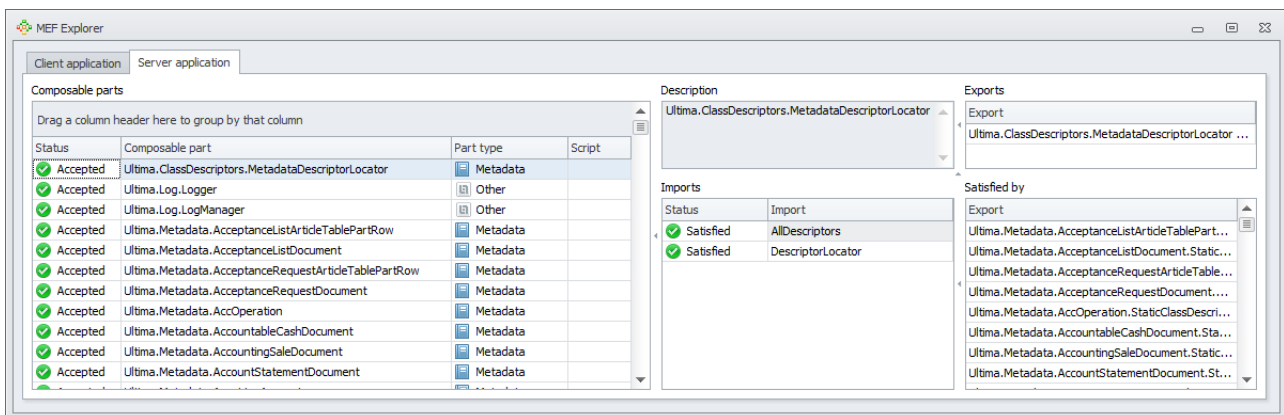 MEF Explorer
Client application Server application
Composable parts
Drag a column header here to group by that column
Status Composable part Part type Script
Accepted Ultima.ClassDescriptors.MetadataDescriptorLocator Metadata
Accepted Ultima.Log.Logger Other
Accepted Ultima.Log.LogManager Other
Accepted Ultima.Metadata.AcceptanceListArticleTablePartRow Metadata
Accepted Ultima.Metadata.AcceptanceListDocument Metadata
Accepted Ultima.Metadata.AcceptanceRequestArticleTablePartRow Metadata
Accepted Ultima.Metadata.AcceptanceRequestDocument Metadata
Accepted Ultima.Metadata.AccOperation Metadata
Accepted Ultima.Metadata.AccountableCashDocument Metadata
Accepted Ultima.Metadata.AccountingSaleDocument Metadata
Accepted Ultima.Metadata.AccountStatementDocument Metadata
Description
Ultima.ClassDescriptors.MetadataDescriptorLocator
Exports
Export
Ultima.ClassDescriptors.MetadataDescriptorLocator ...
Imports
Status Import
Satisfied AllDescriptors
Satisfied DescriptorLocator
Satisfied by
Export
Ultima.Metadata.AcceptanceListArticleTablePart...
Ultima.Metadata.AcceptanceListDocument.Static...
Ultima.Metadata.AcceptanceRequestArticleTable...
Ultima.Metadata.AcceptanceRequestDocument....
Ultima.Metadata.AccOperation.StaticClassDescri...
Ultima.Metadata.AccountableCashDocument.Sta...
Ultima.Metadata.AccountingSaleDocument.Static...
Ultima.Metadata.AccountStatementDocument.St...